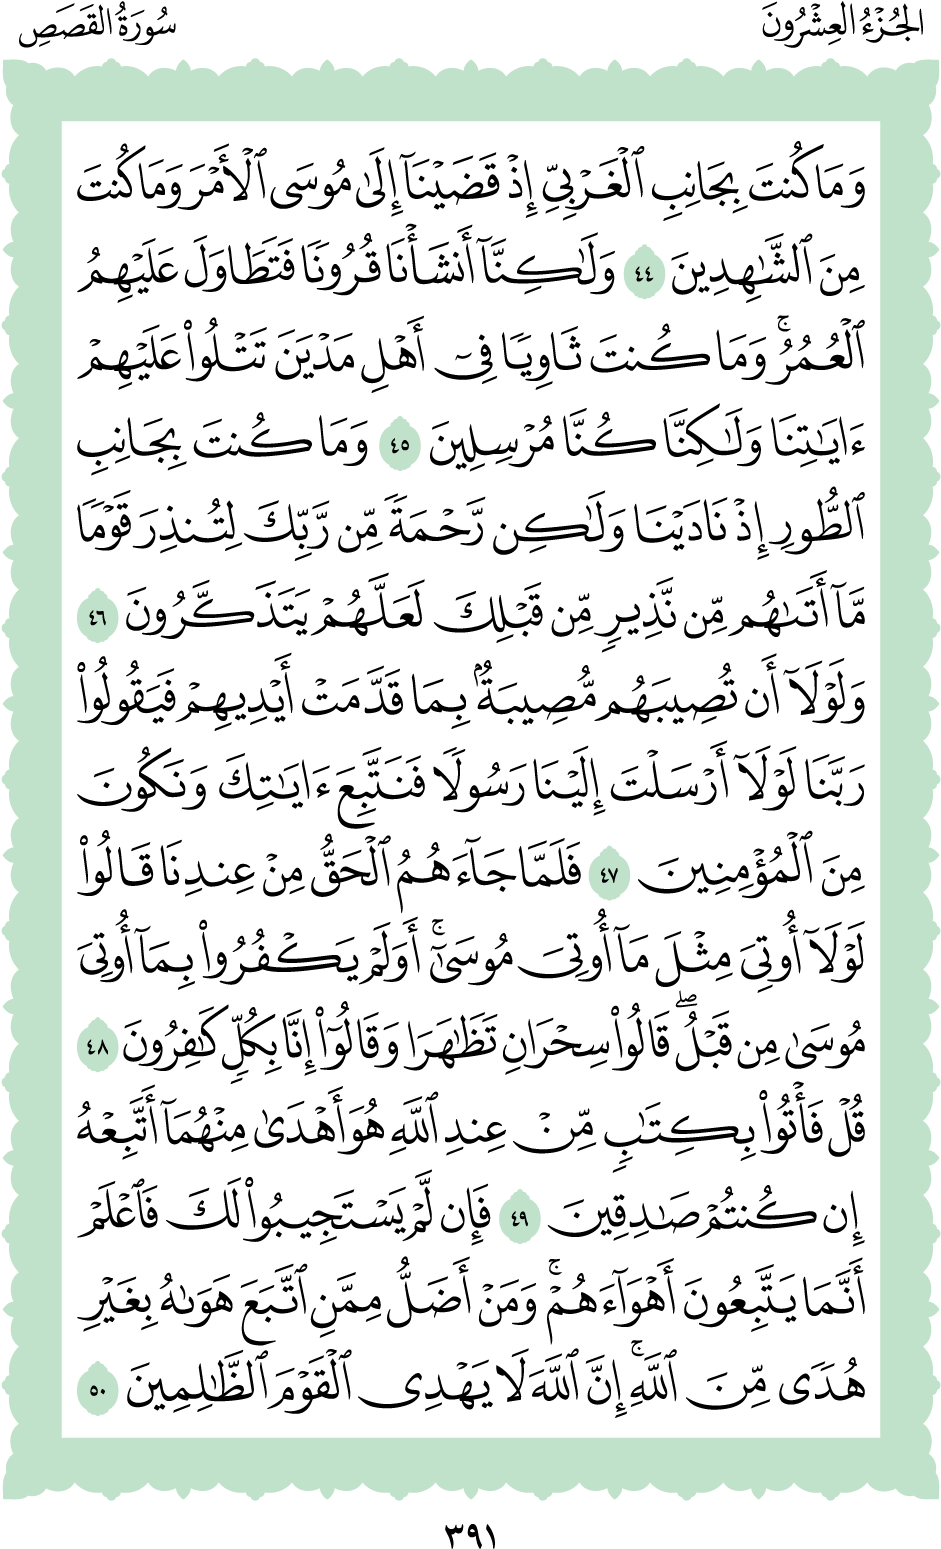 الجُزْءُ العِشْرُونَ
سُورَةُ القَصَصِ
وَمَا كُنتَ بِجَانِبِ ٱلْغَرْبِيِّ إِذْ قَضَيْنَآ إِلَىٰ مُوسَى ٱلْأَمْرَ وَمَا كُنتَ
مِنَ ٱلشَّٰهِدِينَ ٤٤ وَلَٰكِنَّآ أَنشَأْنَا قُرُونًا فَتَطَاوَلَ عَلَيْهِمُ
ٱلْعُمُرُۚ وَمَا كُنتَ ثَاوِيًا فِىٓ أَهْلِ مَدْيَنَ تَتْلُوا۟ عَلَيْهِمْ
ءَايَٰتِنَا وَلَٰكِنَّا كُنَّا مُرْسِلِينَ ٤٥ وَمَا كُنتَ بِجَانِبِ
ٱلطُّورِ إِذْ نَادَيْنَا وَلَٰكِن رَّحْمَةً مِّن رَّبِّكَ لِتُنذِرَ قَوْمًا
مَّآ أَتَىٰهُم مِّن نَّذِيرٍ مِّن قَبْلِكَ لَعَلَّهُمْ يَتَذَكَّرُونَ ٤٦
وَلَوْلَآ أَن تُصِيبَهُم مُّصِيبَةٌۢ بِمَا قَدَّمَتْ أَيْدِيهِمْ فَيَقُولُوا۟
رَبَّنَا لَوْلَآ أَرْسَلْتَ إِلَيْنَا رَسُولًا فَنَتَّبِعَ ءَايَٰتِكَ وَنَكُونَ
مِنَ ٱلْمُؤْمِنِينَ ٤٧ فَلَمَّا جَآءَهُمُ ٱلْحَقُّ مِنْ عِندِنَا قَالُوا۟
لَوْلَآ أُوتِىَ مِثْلَ مَآ أُوتِىَ مُوسَىٰٓۚ أَوَلَمْ يَكْفُرُوا۟ بِمَآ أُوتِىَ
مُوسَىٰ مِن قَبْلُۖ قَالُوا۟ سِحْرَانِ تَظَٰهَرَا وَقَالُوٓا۟ إِنَّا بِكُلٍّ كَٰفِرُونَ ٤٨
قُلْ فَأْتُوا۟ بِكِتَٰبٍ مِّنْ عِندِ ٱللَّهِ هُوَ أَهْدَىٰ مِنْهُمَآ أَتَّبِعْهُ
إِن كُنتُمْ صَٰدِقِينَ ٤٩ فَإِن لَّمْ يَسْتَجِيبُوا۟ لَكَ فَٱعْلَمْ
أَنَّمَا يَتَّبِعُونَ أَهْوَآءَهُمْۚ وَمَنْ أَضَلُّ مِمَّنِ ٱتَّبَعَ هَوَىٰهُ بِغَيْرِ
هُدًى مِّنَ ٱللَّهِۚ إِنَّ ٱللَّهَ لَا يَهْدِى ٱلْقَوْمَ ٱلظَّٰلِمِينَ ٥٠
٣٩١